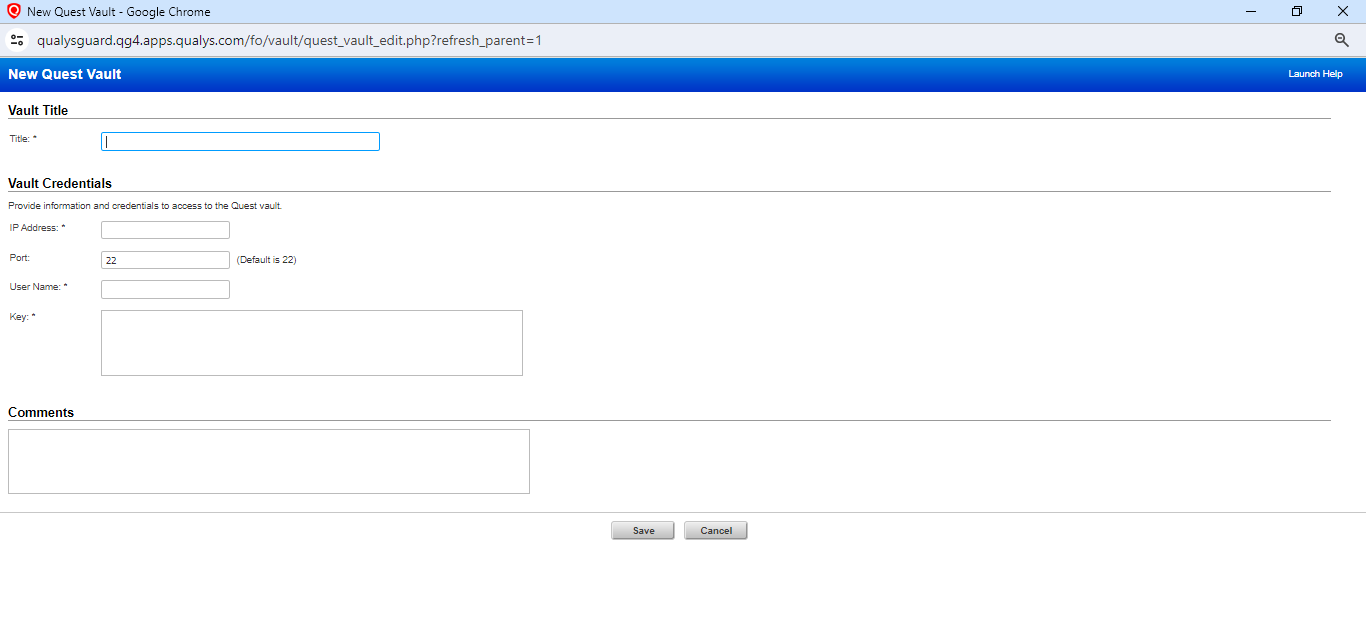 New Quest Vault - Google Chrome
qualysguard.qg4.apps.qualys.com/fo/vault/quest_vault_edit.php?refresh_parent=1
New Quest Vault
Launch Help
Vault Title
Title: *
Vault Credentials
Provide information and credentials to access to the Quest vault.
IP Address: *
Port: 22 (Default is 22)
User Name: *
Key: *
Comments
Save Cancel